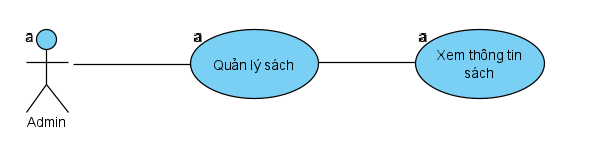 a
a
a
Quản lý sách
Xem thông tin
sách
Admin